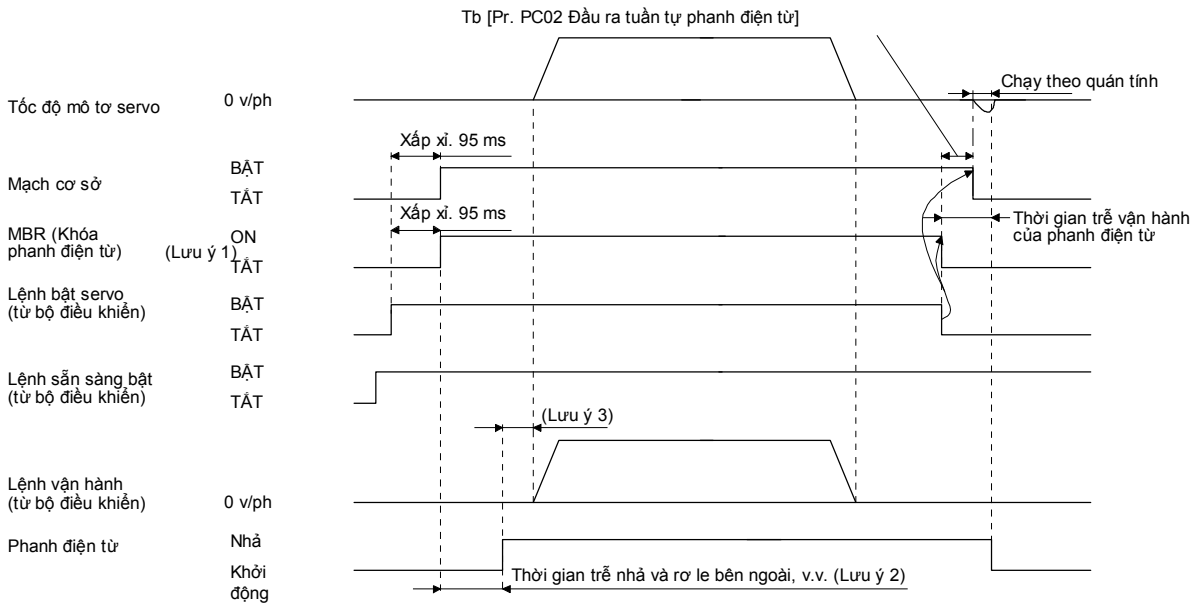 Tb [Pr. PC02 Đầu ra tuần tự phanh điện từ]
Tốc độ mô tơ servo
0 v/ph
Chạy theo quán tính
Xấp xỉ. 95 ms
Mạch cơ sở
BẬT
TẮT
Xấp xỉ. 95 ms
Thời gian trễ vận hành
của phanh điện từ
MBR (Khóa
phanh điện từ)
(Lưu ý 1)
ON
TẮT
Lệnh bật servo
(từ bộ điều khiển)
BẬT
TẮT
Lệnh sẵn sàng bật
(từ bộ điều khiển)
BẬT
TẮT
(Lưu ý 3)
Lệnh vận hành
(từ bộ điều khiển)
0 v/ph
Phanh điện từ
Nhả
Khởi
động
Thời gian trễ nhả và rơ le bên ngoài, v.v. (Lưu ý 2)